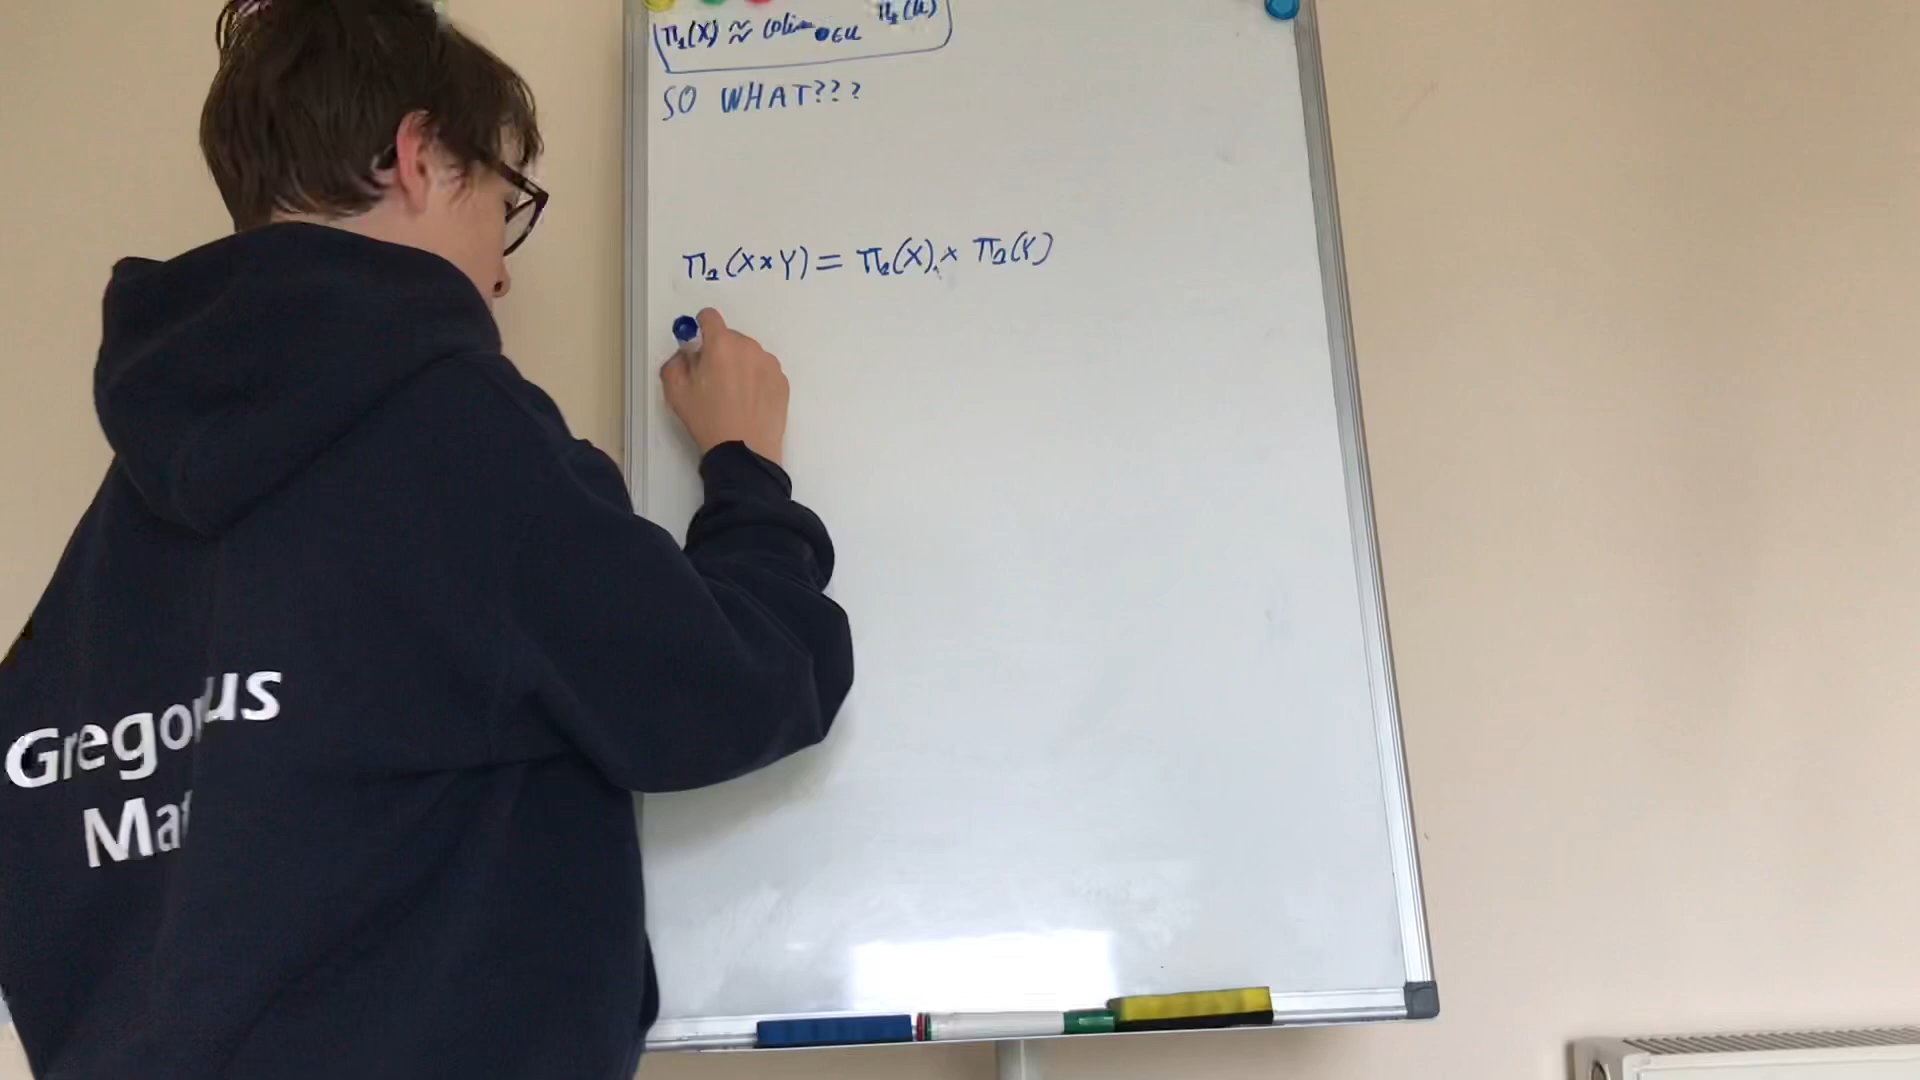 Π₁(X) ≃ colim ●∈U Π₁(U)
SO WHAT???
π₁(X×Y) = π₁(X) × π₁(Y)
Gregorius
Mat